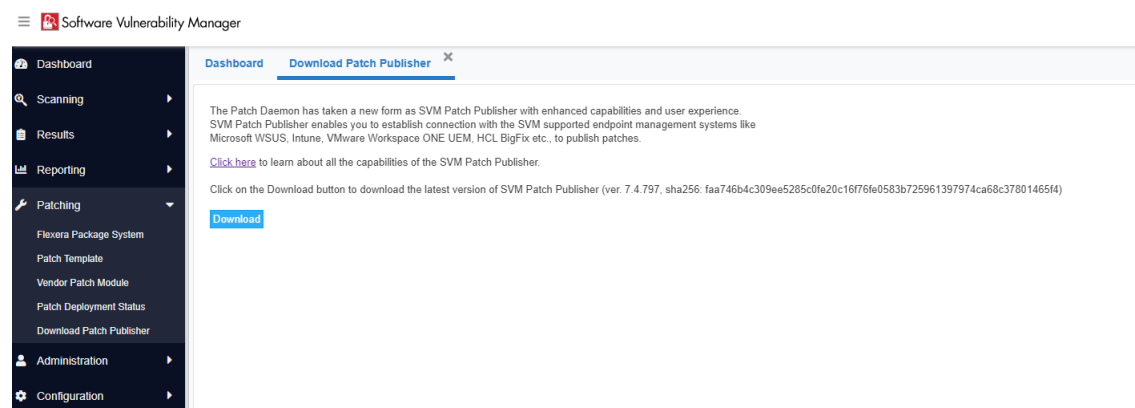 Software Vulnerability Manager
Dashboard
Scanning
Results
Reporting
Patching
Flexera Package System
Patch Template
Vendor Patch Module
Patch Deployment Status
Download Patch Publisher
Administration
Configuration
Dashboard Download Patch Publisher
The Patch Daemon has taken a new form as SVM Patch Publisher with enhanced capabilities and user experience.
SVM Patch Publisher enables you to establish connection with the SVM supported endpoint management systems like
Microsoft WSUS, Intune, VMware Workspace ONE UEM, HCL BigFix etc., to publish patches.
Click here to learn about all the capabilities of the SVM Patch Publisher.
Click on the Download button to download the latest version of SVM Patch Publisher (ver. 7.4.797, sha256: faa746b4c309ee5285c0fe20c16f76fe0583b725961397974ca68c37801465f4)
Download